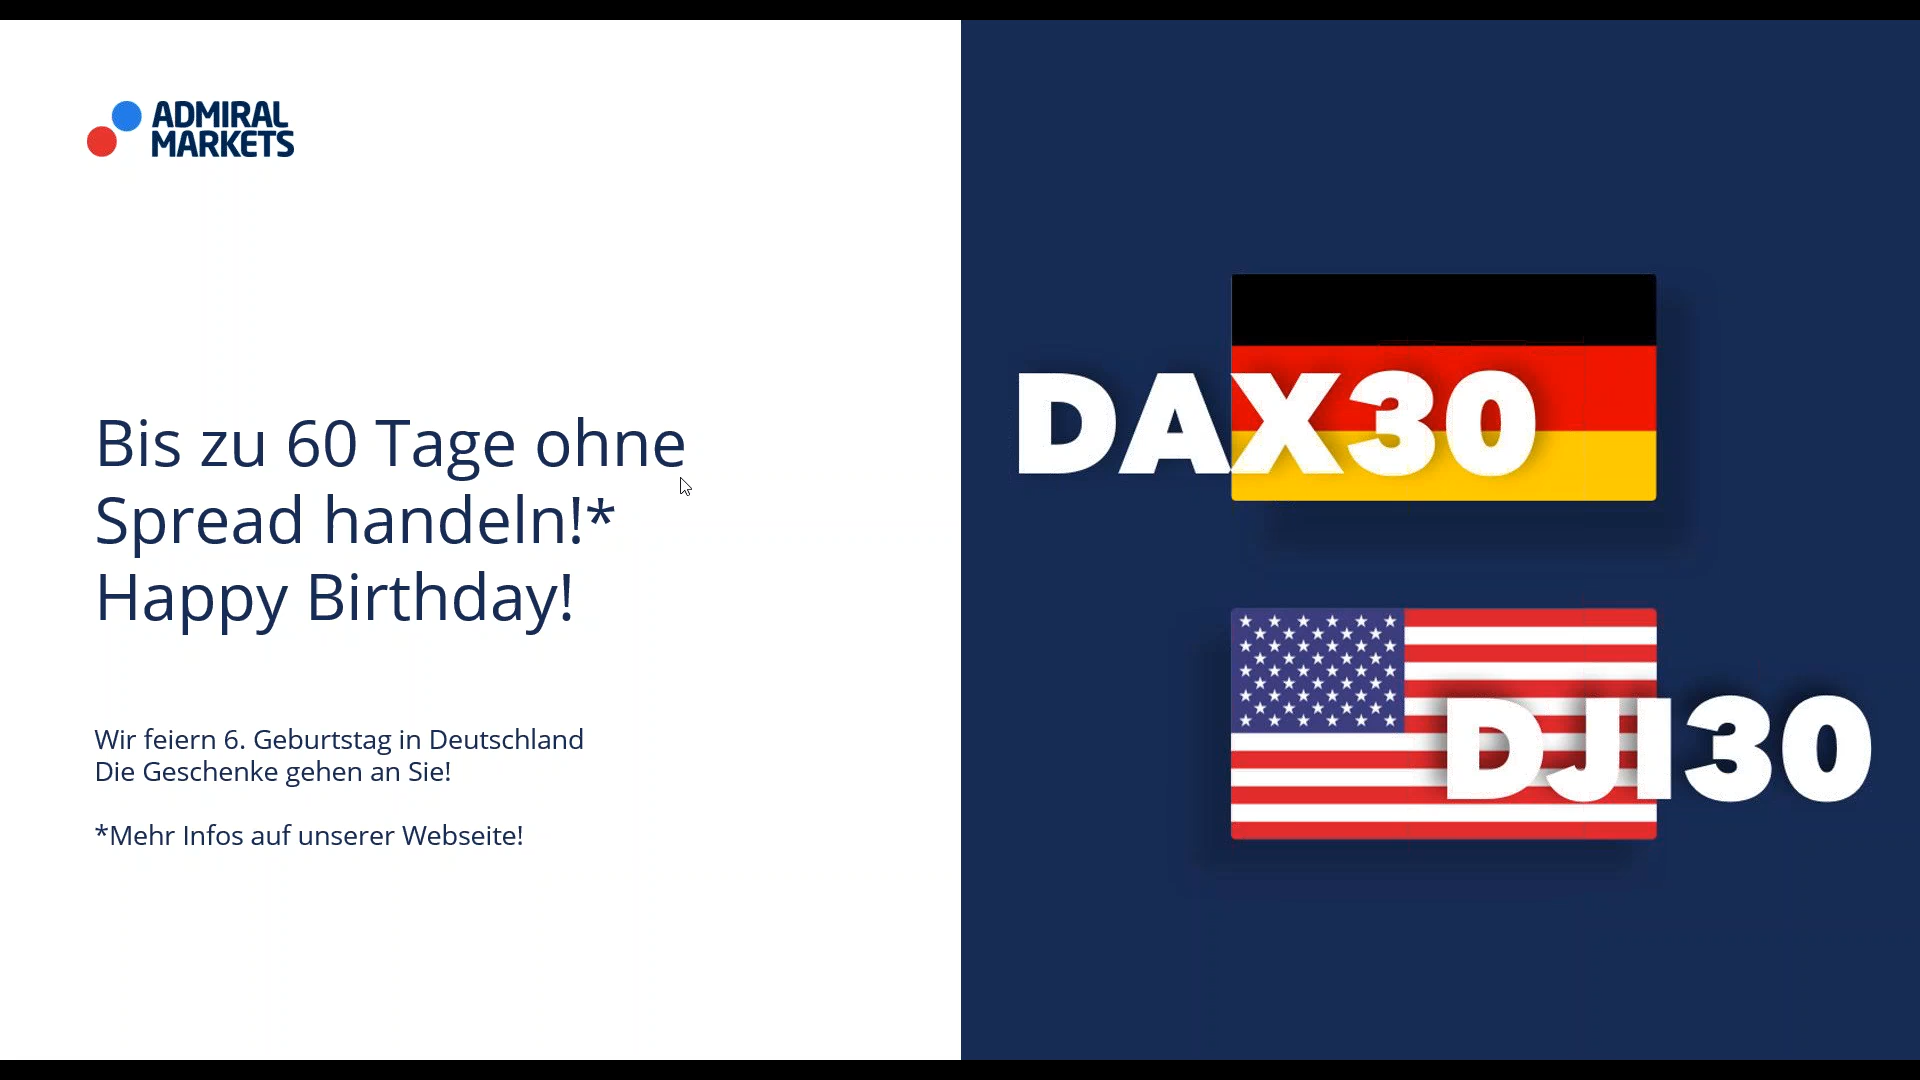 ADMIRAL
MARKETS
Bis zu 60 Tage ohne
Spread handeln!*
Happy Birthday!
Wir feiern 6. Geburtstag in Deutschland
Die Geschenke gehen an Sie!
*Mehr Infos auf unserer Webseite!
DAX30
DJI30